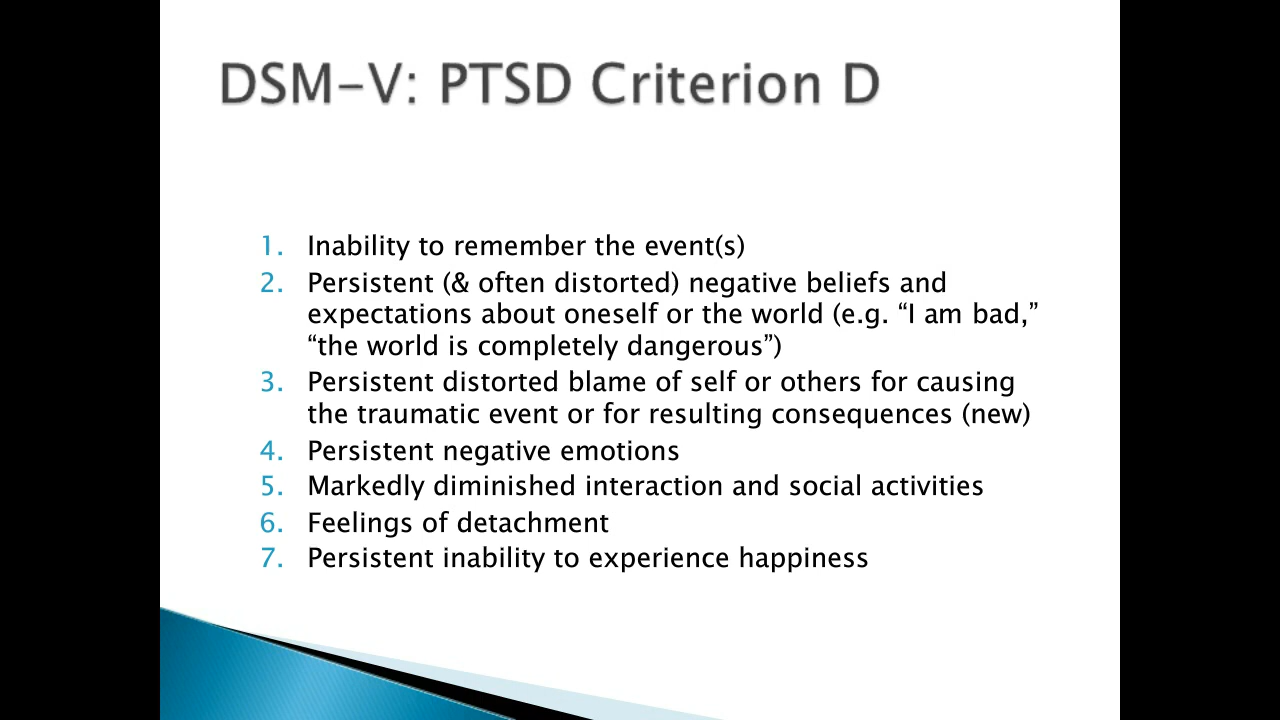 DSM-V: PTSD Criterion D
1. Inability to remember the event(s)
2. Persistent (& often distorted) negative beliefs and
expectations about oneself or the world (e.g. “I am bad,”
“the world is completely dangerous”)
3. Persistent distorted blame of self or others for causing
the traumatic event or for resulting consequences (new)
4. Persistent negative emotions
5. Markedly diminished interaction and social activities
6. Feelings of detachment
7. Persistent inability to experience happiness